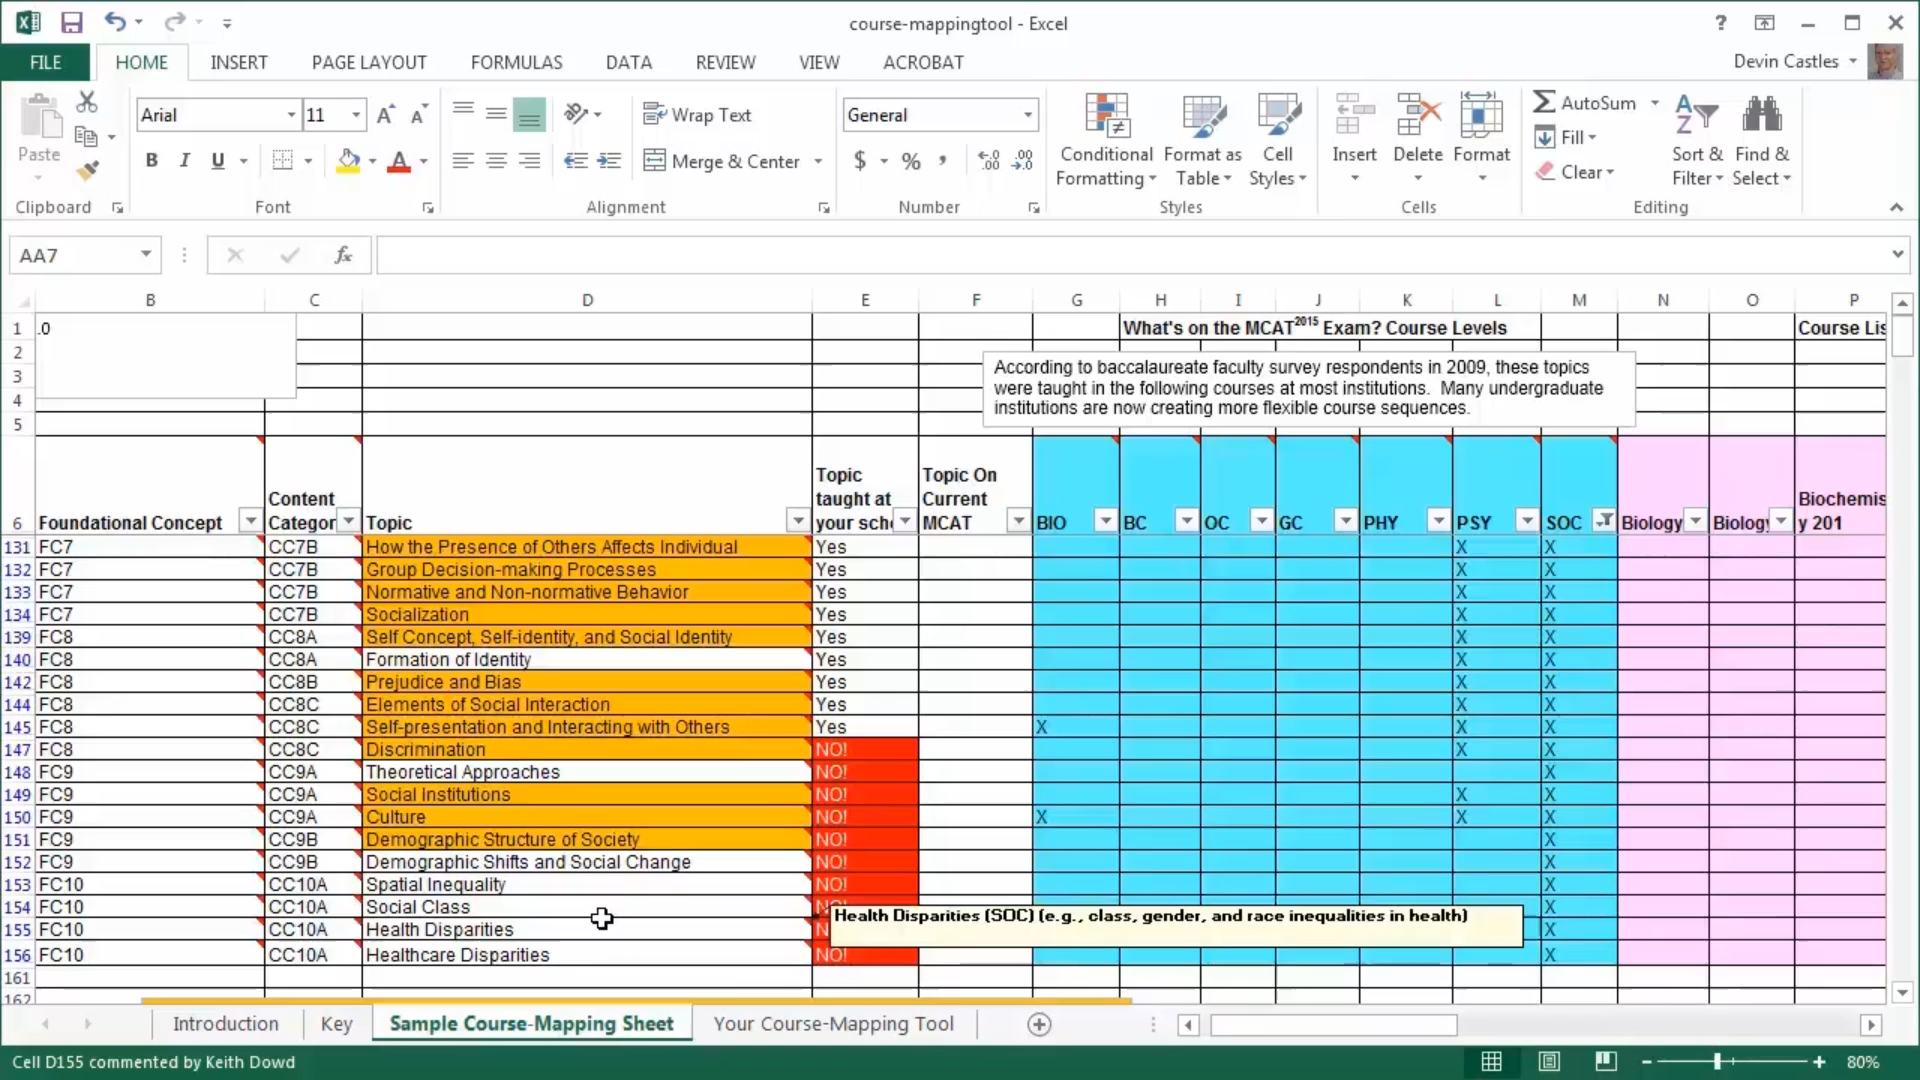 course-mappingtool - Excel
?
FILE HOME INSERT PAGE LAYOUT FORMULAS DATA REVIEW VIEW ACROBAT Devin Castles
Paste
Arial 11
B I U
Wrap Text
Merge & Center
General
$ % ,
Conditional Formatting
Format as Table
Cell Styles
Insert Delete Format
AutoSum
Fill
Clear
Sort & Filter
Find & Select
Clipboard Font Alignment Number Styles Cells Editing
AA7 fx
B C D E F G H I J K L M N O P
1 .0 What's on the MCAT2015 Exam? Course Levels Course Lis
2
3
4
5
According to baccalaureate faculty survey respondents in 2009, these topics
were taught in the following courses at most institutions. Many undergraduate
institutions are now creating more flexible course sequences.
6 Foundational Concept Content Categor Topic Topic taught at your sch Topic On Current MCAT BIO BC OC GC PHY PSY SOC Biology Biology Biochemis y 201
131 FC7 CC7B How the Presence of Others Affects Individual Yes X X
132 FC7 CC7B Group Decision-making Processes Yes X X
133 FC7 CC7B Normative and Non-normative Behavior Yes X X
134 FC7 CC7B Socialization Yes X X
139 FC8 CC8A Self Concept, Self-identity, and Social Identity Yes X X
140 FC8 CC8A Formation of Identity Yes X X
142 FC8 CC8B Prejudice and Bias Yes X X
144 FC8 CC8C Elements of Social Interaction Yes X X
145 FC8 CC8C Self-presentation and Interacting with Others Yes X X X
147 FC8 CC8C Discrimination NO! X X
148 FC9 CC9A Theoretical Approaches NO! X
149 FC9 CC9A Social Institutions NO! X X
150 FC9 CC9A Culture NO! X X X
151 FC9 CC9B Demographic Structure of Society NO! X
152 FC9 CC9B Demographic Shifts and Social Change NO! X
153 FC10 CC10A Spatial Inequality NO! X
154 FC10 CC10A Social Class X
Health Disparities (SOC) (e.g., class, gender, and race inequalities in health)
155 FC10 CC10A Health Disparities X
156 FC10 CC10A Healthcare Disparities NO! X
161
162
Introduction Key Sample Course-Mapping Sheet Your Course-Mapping Tool
Cell D155 commented by Keith Dowd 80%